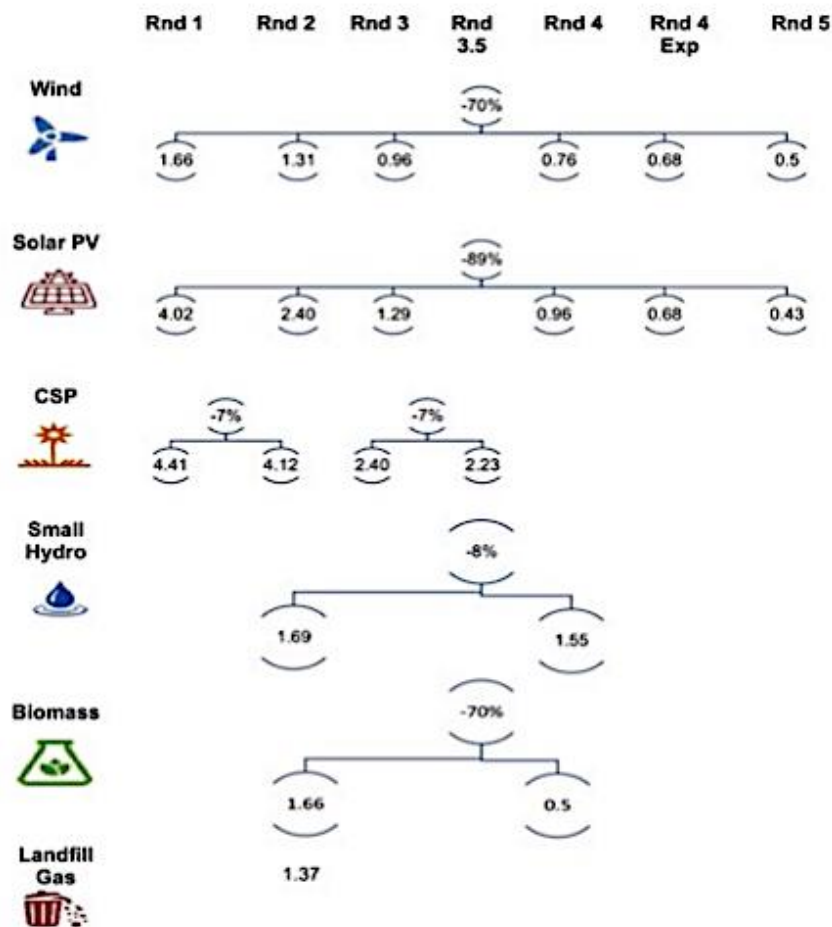 Rnd 1 Rnd 2 Rnd 3 Rnd 3.5 Rnd 4 Rnd 4 Exp Rnd 5
Wind
-70%
1.66 1.31 0.96 0.76 0.68 0.5
Solar PV
-89%
4.02 2.40 1.29 0.96 0.68 0.43
CSP
-7% -7%
4.41 4.12 2.40 2.23
Small
Hydro
-8%
1.69 1.55
Biomass
-70%
1.66 0.5
Landfill
Gas
1.37